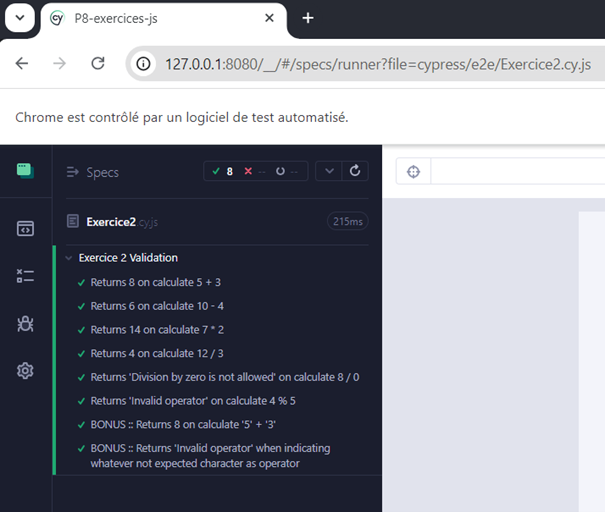 P8-exercices-js
127.0.0.1:8080/__/#/specs/runner?file=cypress/e2e/Exercice2.cy.js
Chrome est contrôlé par un logiciel de test automatisé.
Specs
8 -- --
Exercice2.cy.js
215ms
Exercice 2 Validation
Returns 8 on calculate 5 + 3
Returns 6 on calculate 10 - 4
Returns 14 on calculate 7 * 2
Returns 4 on calculate 12 / 3
Returns 'Division by zero is not allowed' on calculate 8 / 0
Returns 'Invalid operator' on calculate 4 % 5
BONUS :: Returns 8 on calculate '5' + '3'
BONUS :: Returns 'Invalid operator' when indicating
whatever not expected character as operator